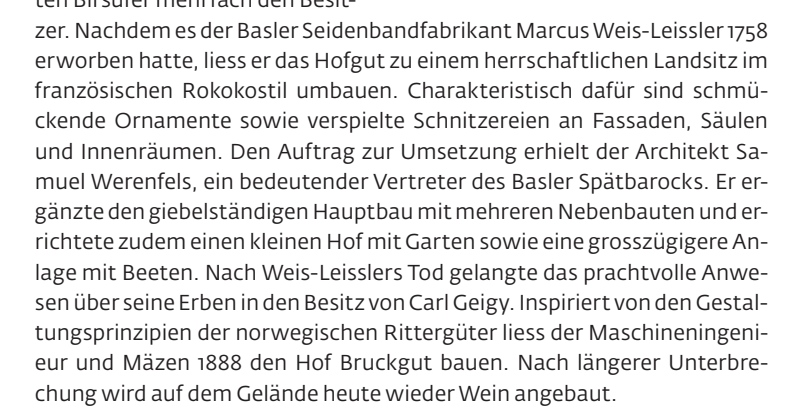 ten Birsufer mehrfach den Besit-
zer. Nachdem es der Basler Seidenbandfabrikant Marcus Weis-Leissler 1758
erworben hatte, liess er das Hofgut zu einem herrschaftlichen Landsitz im
französischen Rokokostil umbauen. Charakteristisch dafür sind schmü-
ckende Ornamente sowie verspielte Schnitzereien an Fassaden, Säulen
und Innenräumen. Den Auftrag zur Umsetzung erhielt der Architekt Sa-
muel Werenfels, ein bedeutender Vertreter des Basler Spätbarocks. Er er-
gänzte den giebelständigen Hauptbau mit mehreren Nebenbauten und er-
richtete zudem einen kleinen Hof mit Garten sowie eine grosszügigere An-
lage mit Beeten. Nach Weis-Leisslers Tod gelangte das prachtvolle Anwe-
sen über seine Erben in den Besitz von Carl Geigy. Inspiriert von den Gestal-
tungsprinzipien der norwegischen Rittergüter liess der Maschineningeni-
eur und Mäzen 1888 den Hof Bruckgut bauen. Nach längerer Unterbre-
chung wird auf dem Gelände heute wieder Wein angebaut.